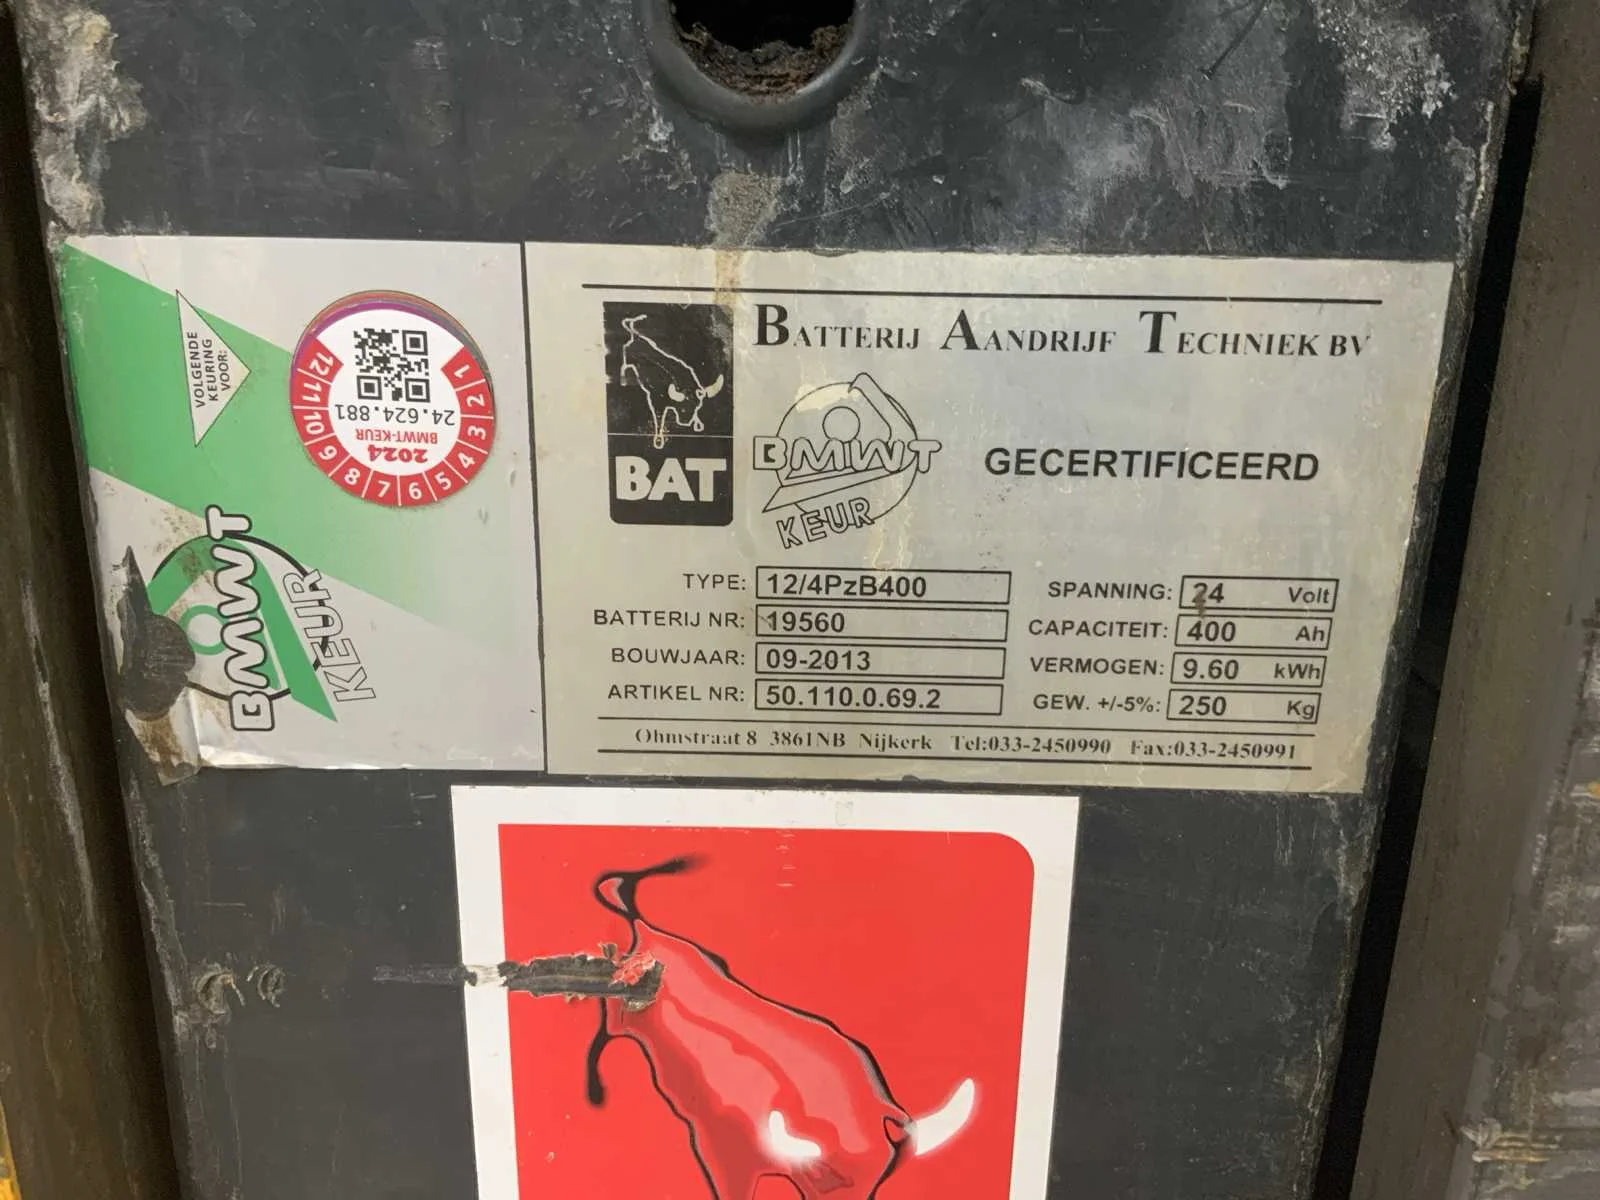 VOLGENDE
KEURING
VOOR:
1 2 3 4 5 6 7 8 9 10 11 12
24.624.881
BMWT-KEUR
2024
BMWT
KEUR
BATTERIJ AANDRIJF TECHNIEK BV
BAT
BMWT
KEUR
GECERTIFICEERD
TYPE: 12/4PzB400
SPANNING: 24 Volt
BATTERIJ NR: 19560
CAPACITEIT: 400 Ah
BOUWJAAR: 09-2013
VERMOGEN: 9.60 kWh
ARTIKEL NR: 50.110.0.69.2
GEW. +/-5%: 250 Kg
Ohmstraat 8 3861NB Nijkerk Tel:033-2450990 Fax:033-2450991